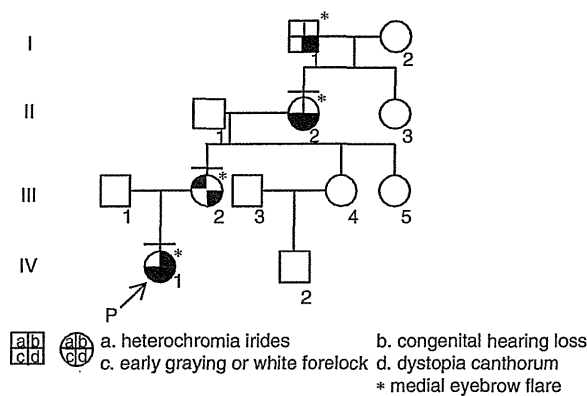 I
*
1
2
II
*
1
2
3
III
*
1
2
3
4
5
IV
*
1
2
P
a b a b a. heterochromia irides b. congenital hearing loss
c d c d c. early graying or white forelock d. dystopia canthorum
* medial eyebrow flare